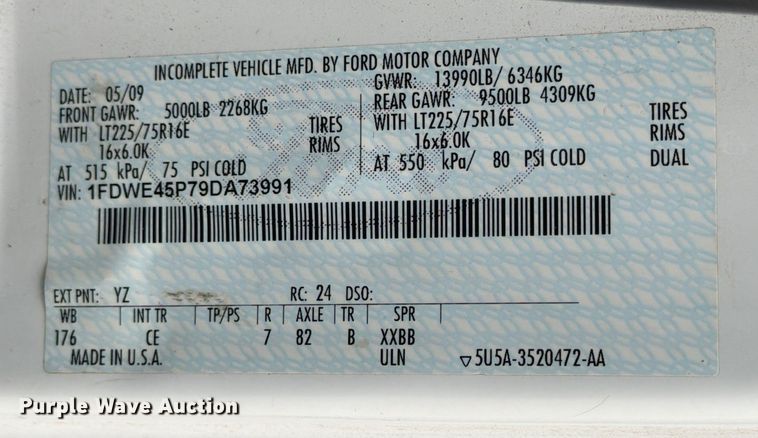 INCOMPLETE VEHICLE MFD. BY FORD MOTOR COMPANY
DATE: 05/09 GVWR: 13990LB/ 6346KG
FRONT GAWR: 5000LB 2268KG REAR GAWR: 9500LB 4309KG
WITH LT225/75R16E TIRES WITH LT225/75R16E TIRES
16x6.0K RIMS 16x6.0K RIMS
AT 515 kPa/ 75 PSI COLD AT 550 kPa/ 80 PSI COLD DUAL
VIN: 1FDWE45P79DA73991
EXT PNT: YZ RC: 24 DSO:
WB INT TR TP/PS R AXLE TR SPR
176 CE 7 82 B XXBB
MADE IN U.S.A. ULN ▽5U5A-3520472-AA
Purple Wave Auction